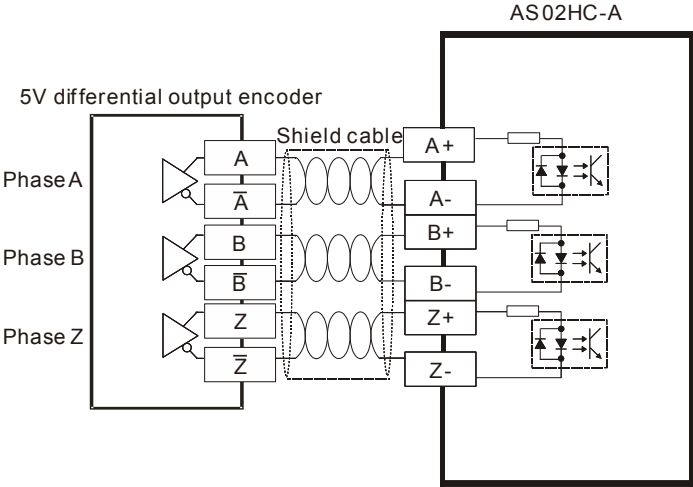 AS02HC-A
5V differential output encoder
Shield cable
Phase A
A
A̅
A+
A-
Phase B
B
B̅
B+
B-
Phase Z
Z
Z̅
Z+
Z-